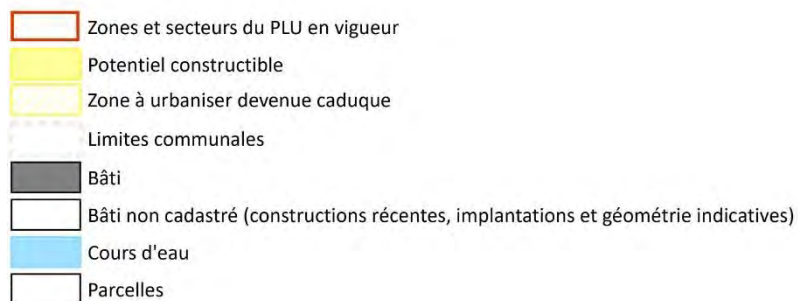 Zones et secteurs du PLU en vigueur
Potentiel constructible
Zone à urbaniser devenue caduque
Limites communales
Bâti
Bâti non cadastré (constructions récentes, implantations et géométrie indicatives)
Cours d'eau
Parcelles